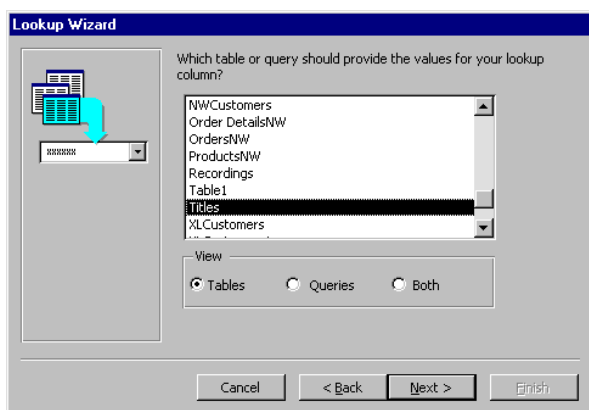 Lookup Wizard
Which table or query should provide the values for your lookup
column?
xxxxxx
NWCustomers
Order DetailsNW
OrdersNW
ProductsNW
Recordings
Table1
Titles
XLCustomers
View
Tables
Queries
Both
Cancel
< Back
Next >
Finish